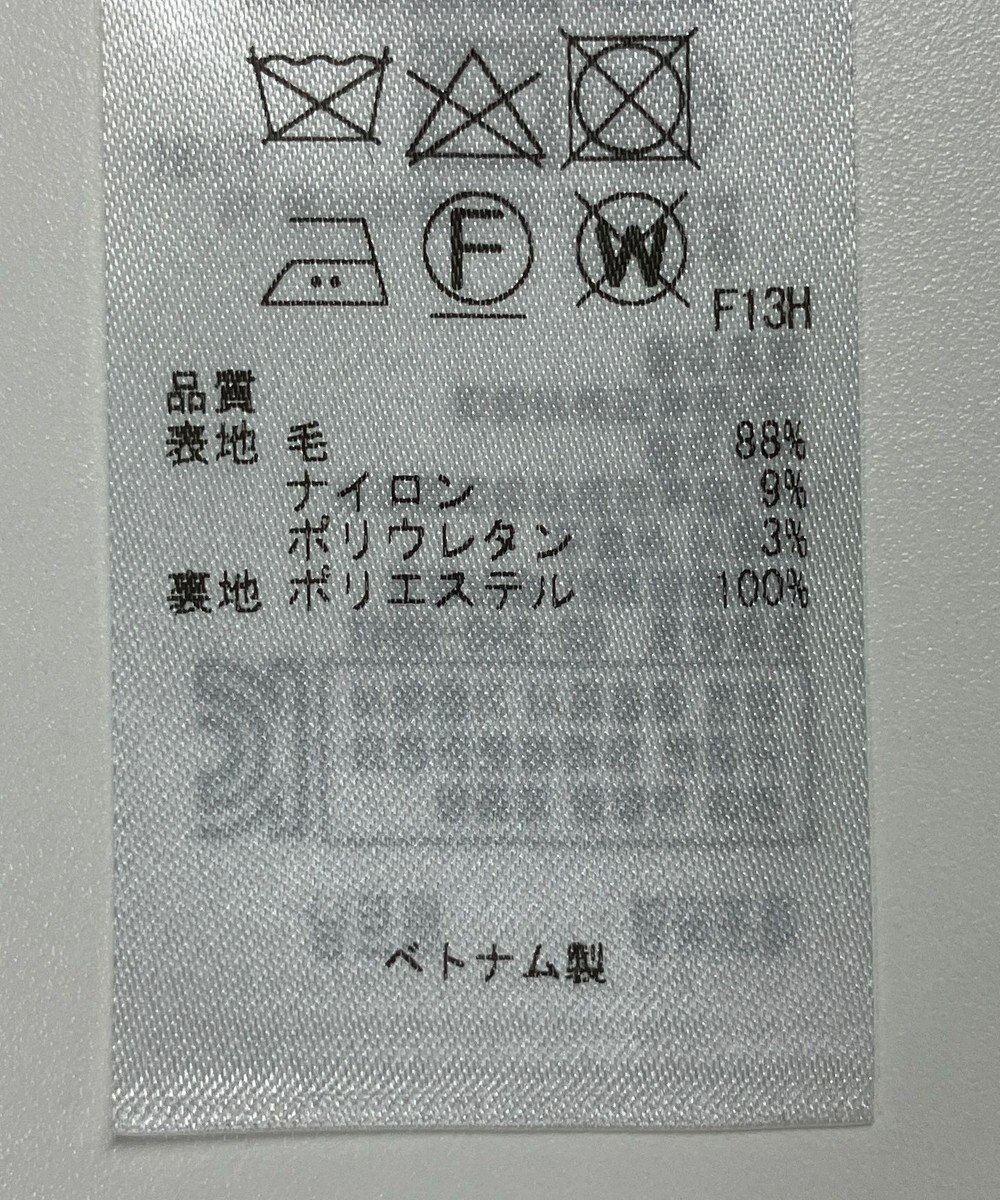 F
W
F13H
品質
表地 毛 88%
ナイロン 9%
ポリウレタン 3%
裏地 ポリエステル 100%
ベトナム製